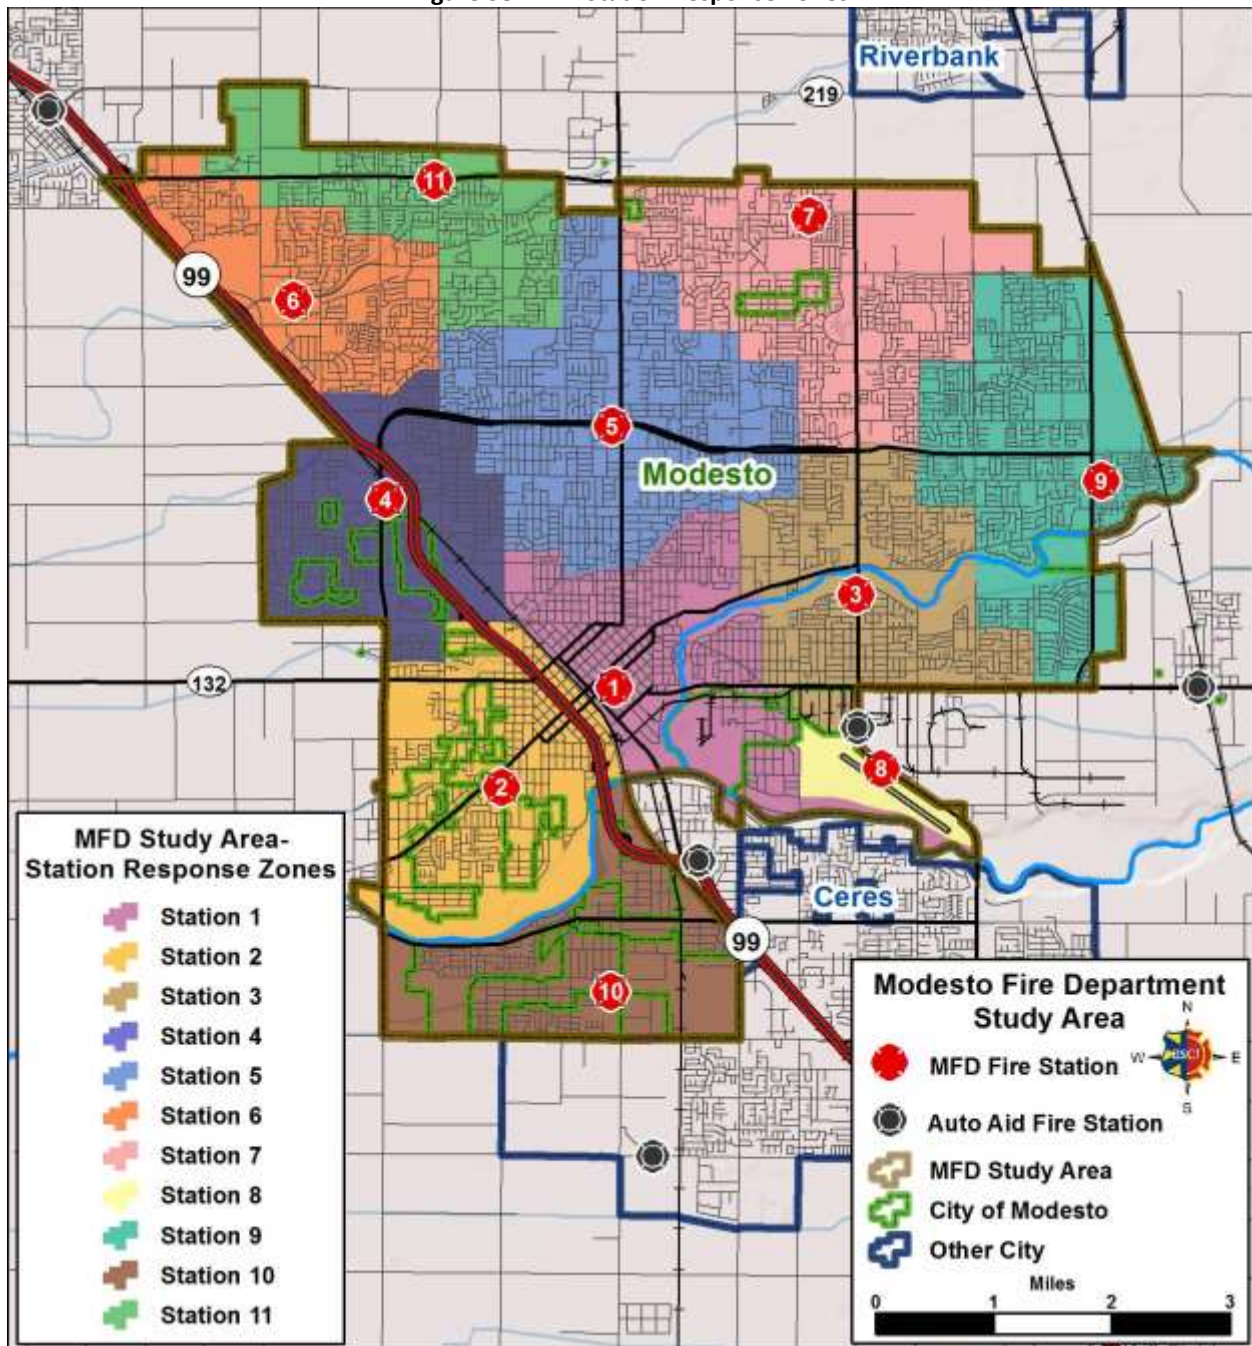 Riverbank
219
11
7
99
6
5
Modesto
9
4
3
132
1
8
2
MFD Study Area-
Station Response Zones
Station 1
Station 2
Station 3
Station 4
Station 5
Station 6
Station 7
Station 8
Station 9
Station 10
Station 11
Ceres
99
10
Modesto Fire Department
Study Area
N
W
E
S
MFD Fire Station
Auto Aid Fire Station
MFD Study Area
City of Modesto
Other City
Miles
0 1 2 3